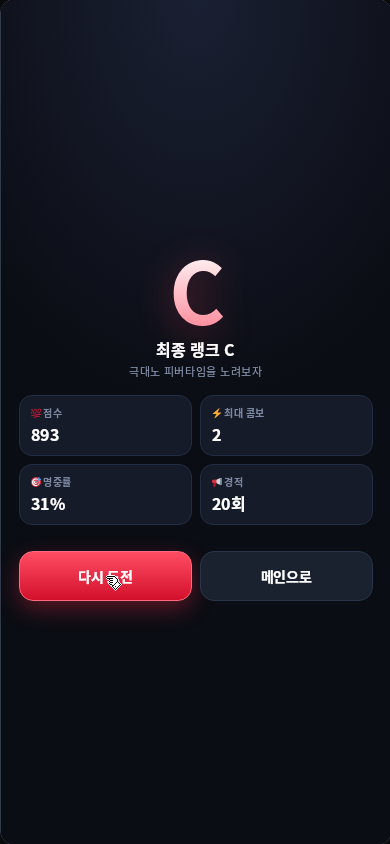 C
최종 랭크 C
극대노 피버타임을 노려보자
💯점수
893
⚡최대 콤보
2
🎯명중률
31%
📢경적
20회
다시 도전
메인으로